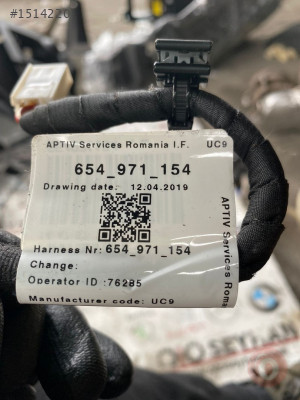 #151422
APTIV Services Romania I.F. UC9
654_971_154
Drawing date: 12.04.2019
Harness Nr: 654_971_154
Change:
Operator ID :76285
Manufacturer code: UC9
APTIV Services Roma